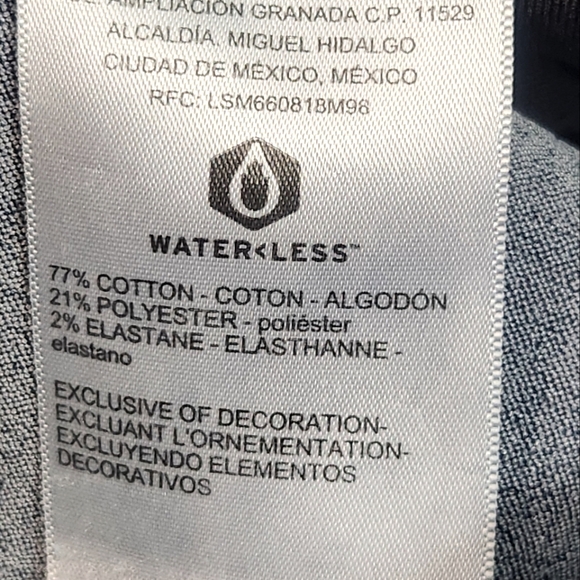 AMPLIACIÓN GRANADA C.P. 11529
ALCALDÍA. MIGUEL HIDALGO
CIUDAD DE MÉXICO, MÉXICO
RFC: LSM660818M98
WATER<LESS™
77% COTTON - COTON - ALGODÓN
21% POLYESTER - poliéster
2% ELASTANE - ELASTHANNE -
elastano
EXCLUSIVE OF DECORATION-
EXCLUANT L'ORNEMENTATION-
EXCLUYENDO ELEMENTOS
DECORATIVOS